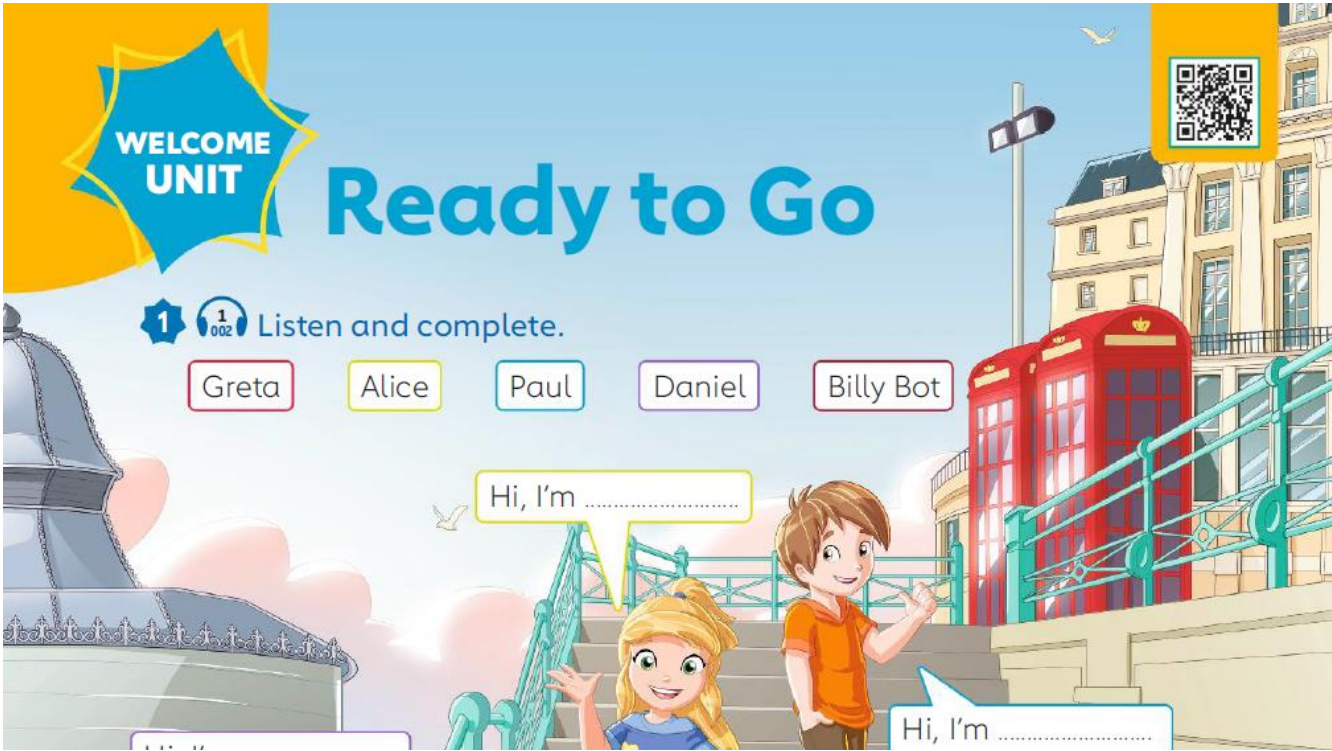 WELCOME
UNIT
Ready to Go
1 1 002 Listen and complete.
Greta Alice Paul Daniel Billy Bot
Hi, I'm ..........................
Hi, I'm ..........................